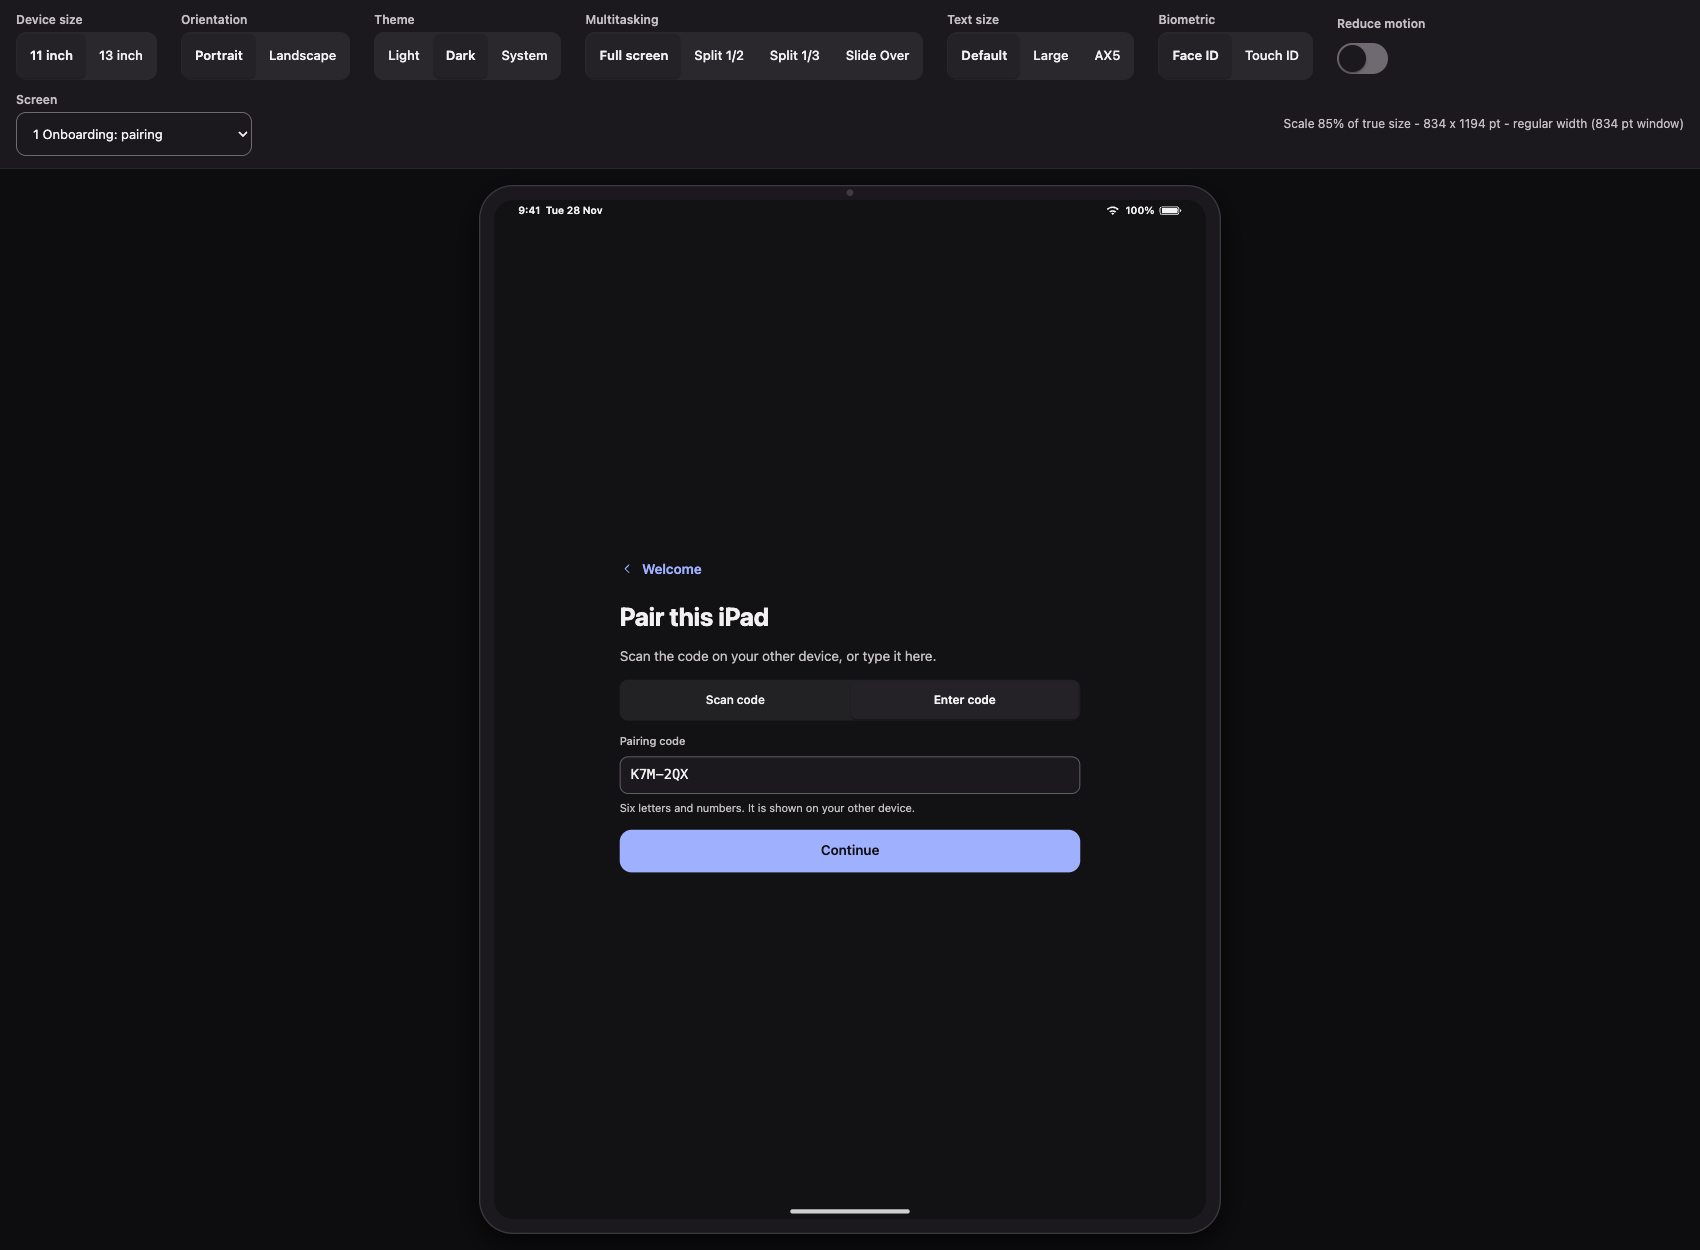 Device size
Orientation
Theme
Multitasking
Text size
Biometric
Reduce motion
11 inch 13 inch
Portrait Landscape
Light Dark System
Full screen Split 1/2 Split 1/3 Slide Over
Default Large AX5
Face ID Touch ID
Screen
1 Onboarding: pairing
Scale 85% of true size - 834 x 1194 pt - regular width (834 pt window)
9:41 Tue 28 Nov
100%
Welcome
Pair this iPad
Scan the code on your other device, or type it here.
Scan code Enter code
Pairing code
K7M–2QX
Six letters and numbers. It is shown on your other device.
Continue